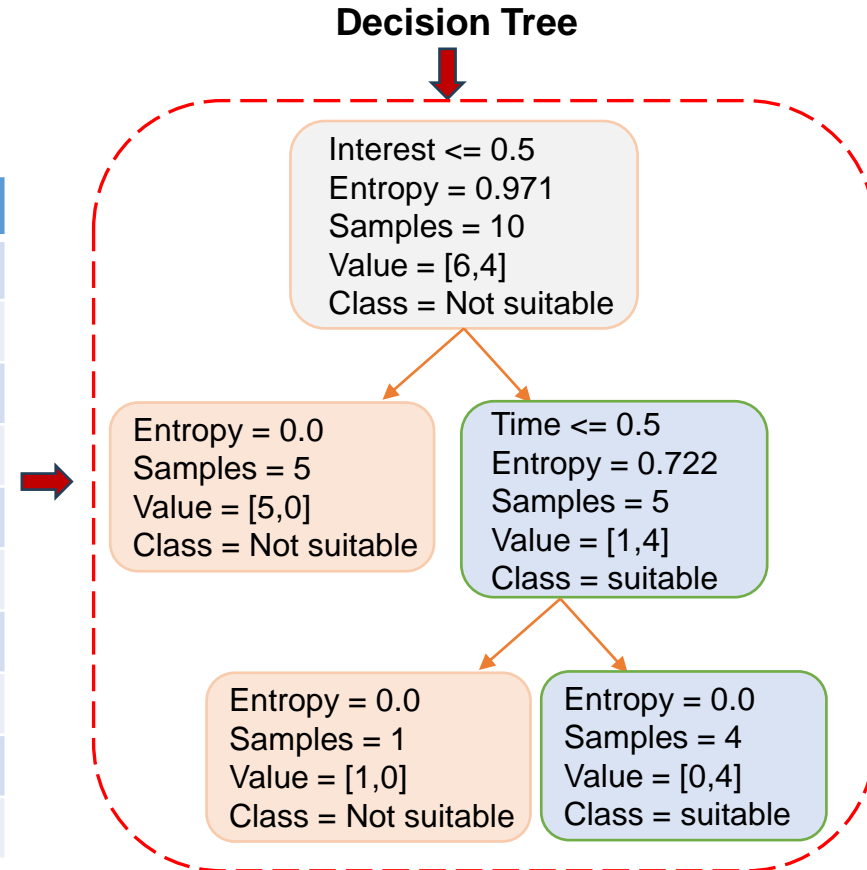 Decision Tree
Interest <= 0.5
Entropy = 0.971
Samples = 10
Value = [6,4]
Class = Not suitable
Entropy = 0.0
Samples = 5
Value = [5,0]
Class = Not suitable
Time <= 0.5
Entropy = 0.722
Samples = 5
Value = [1,4]
Class = suitable
Entropy = 0.0
Samples = 1
Value = [1,0]
Class = Not suitable
Entropy = 0.0
Samples = 4
Value = [0,4]
Class = suitable